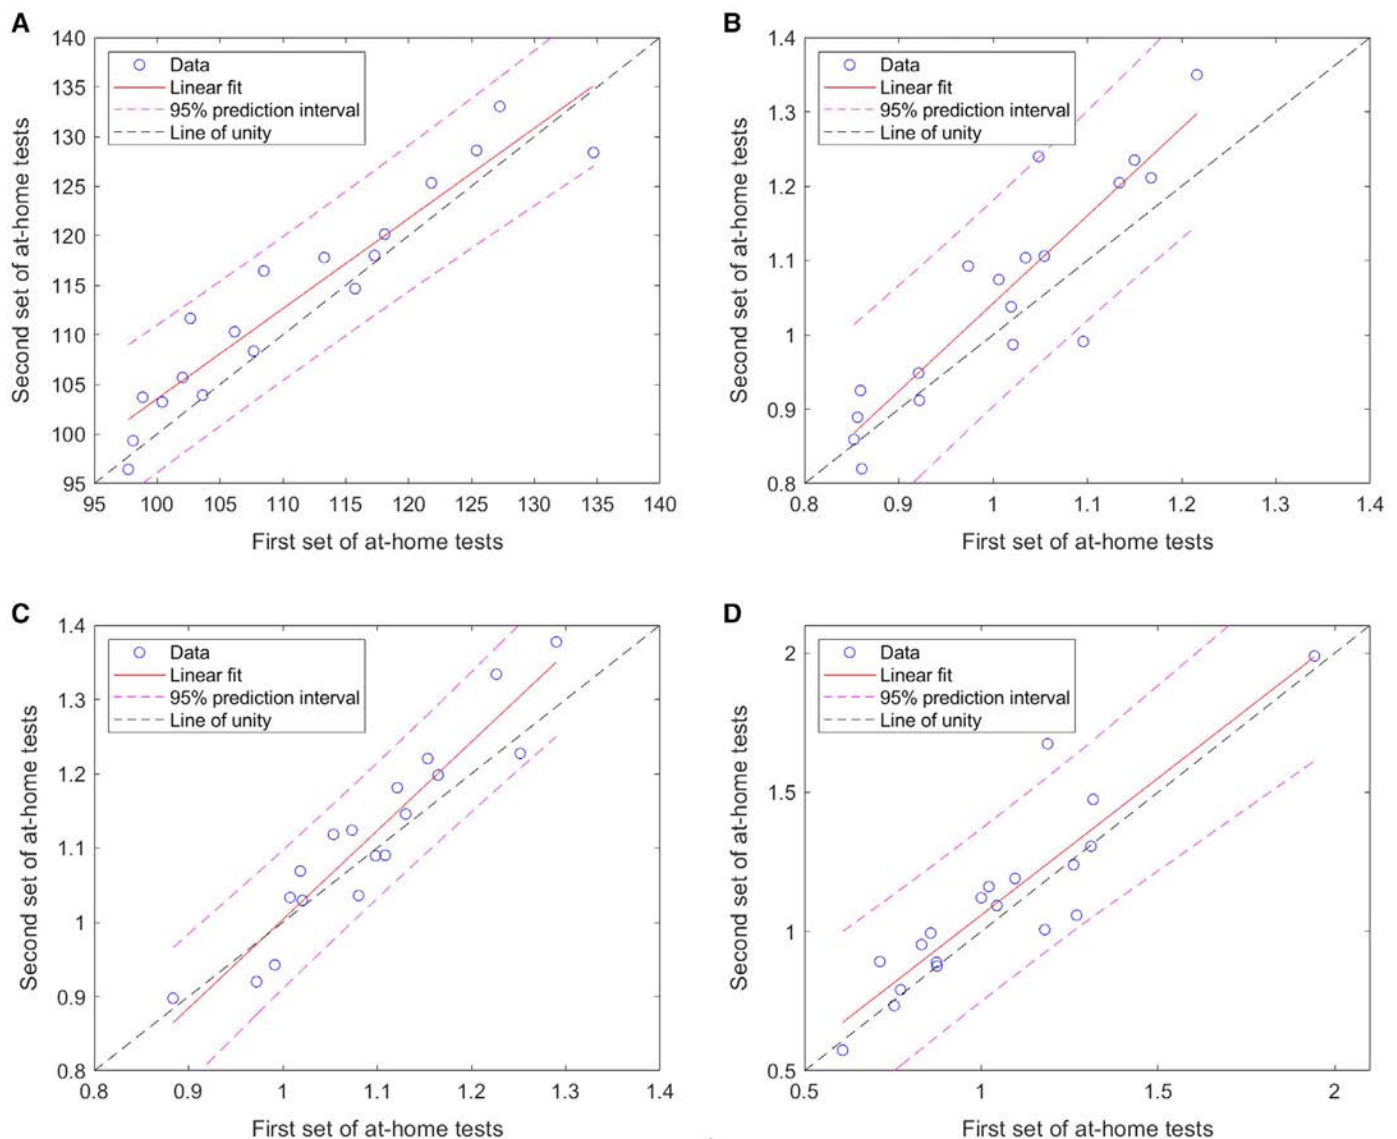 A
140
135
130
125
120
115
110
105
100
95
Second set of at-home tests
Data
Linear fit
95% prediction interval
Line of unity
95 100 105 110 115 120 125 130 135 140
First set of at-home tests
B
1.4
1.3
1.2
1.1
1
0.9
0.8
Second set of at-home tests
Data
Linear fit
95% prediction interval
Line of unity
0.8 0.9 1 1.1 1.2 1.3 1.4
First set of at-home tests
C
1.4
1.3
1.2
1.1
1
0.9
0.8
Second set of at-home tests
Data
Linear fit
95% prediction interval
Line of unity
0.8 0.9 1 1.1 1.2 1.3 1.4
First set of at-home tests
D
2
1.5
1
0.5
Second set of at-home tests
Data
Linear fit
95% prediction interval
Line of unity
0.5 1 1.5 2
First set of at-home tests